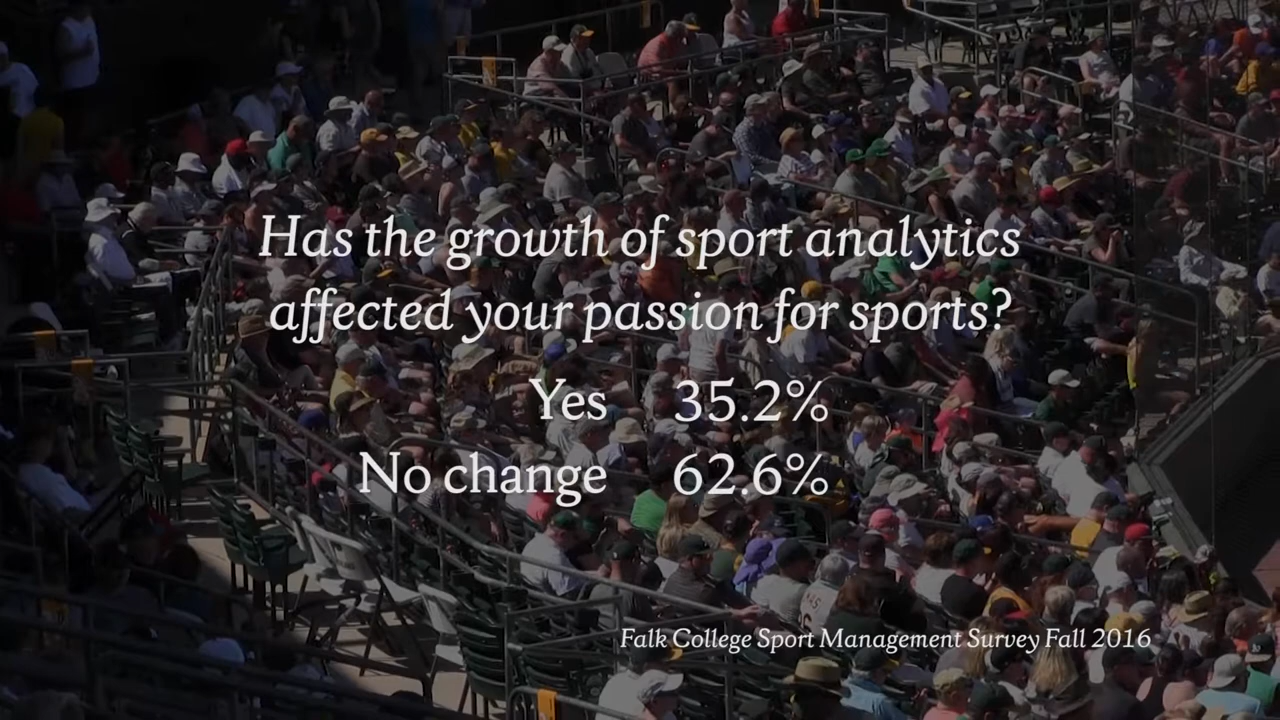 Has the growth of sport analytics
affected your passion for sports?
Yes 35.2%
No change 62.6%
Falk College Sport Management Survey Fall 2016